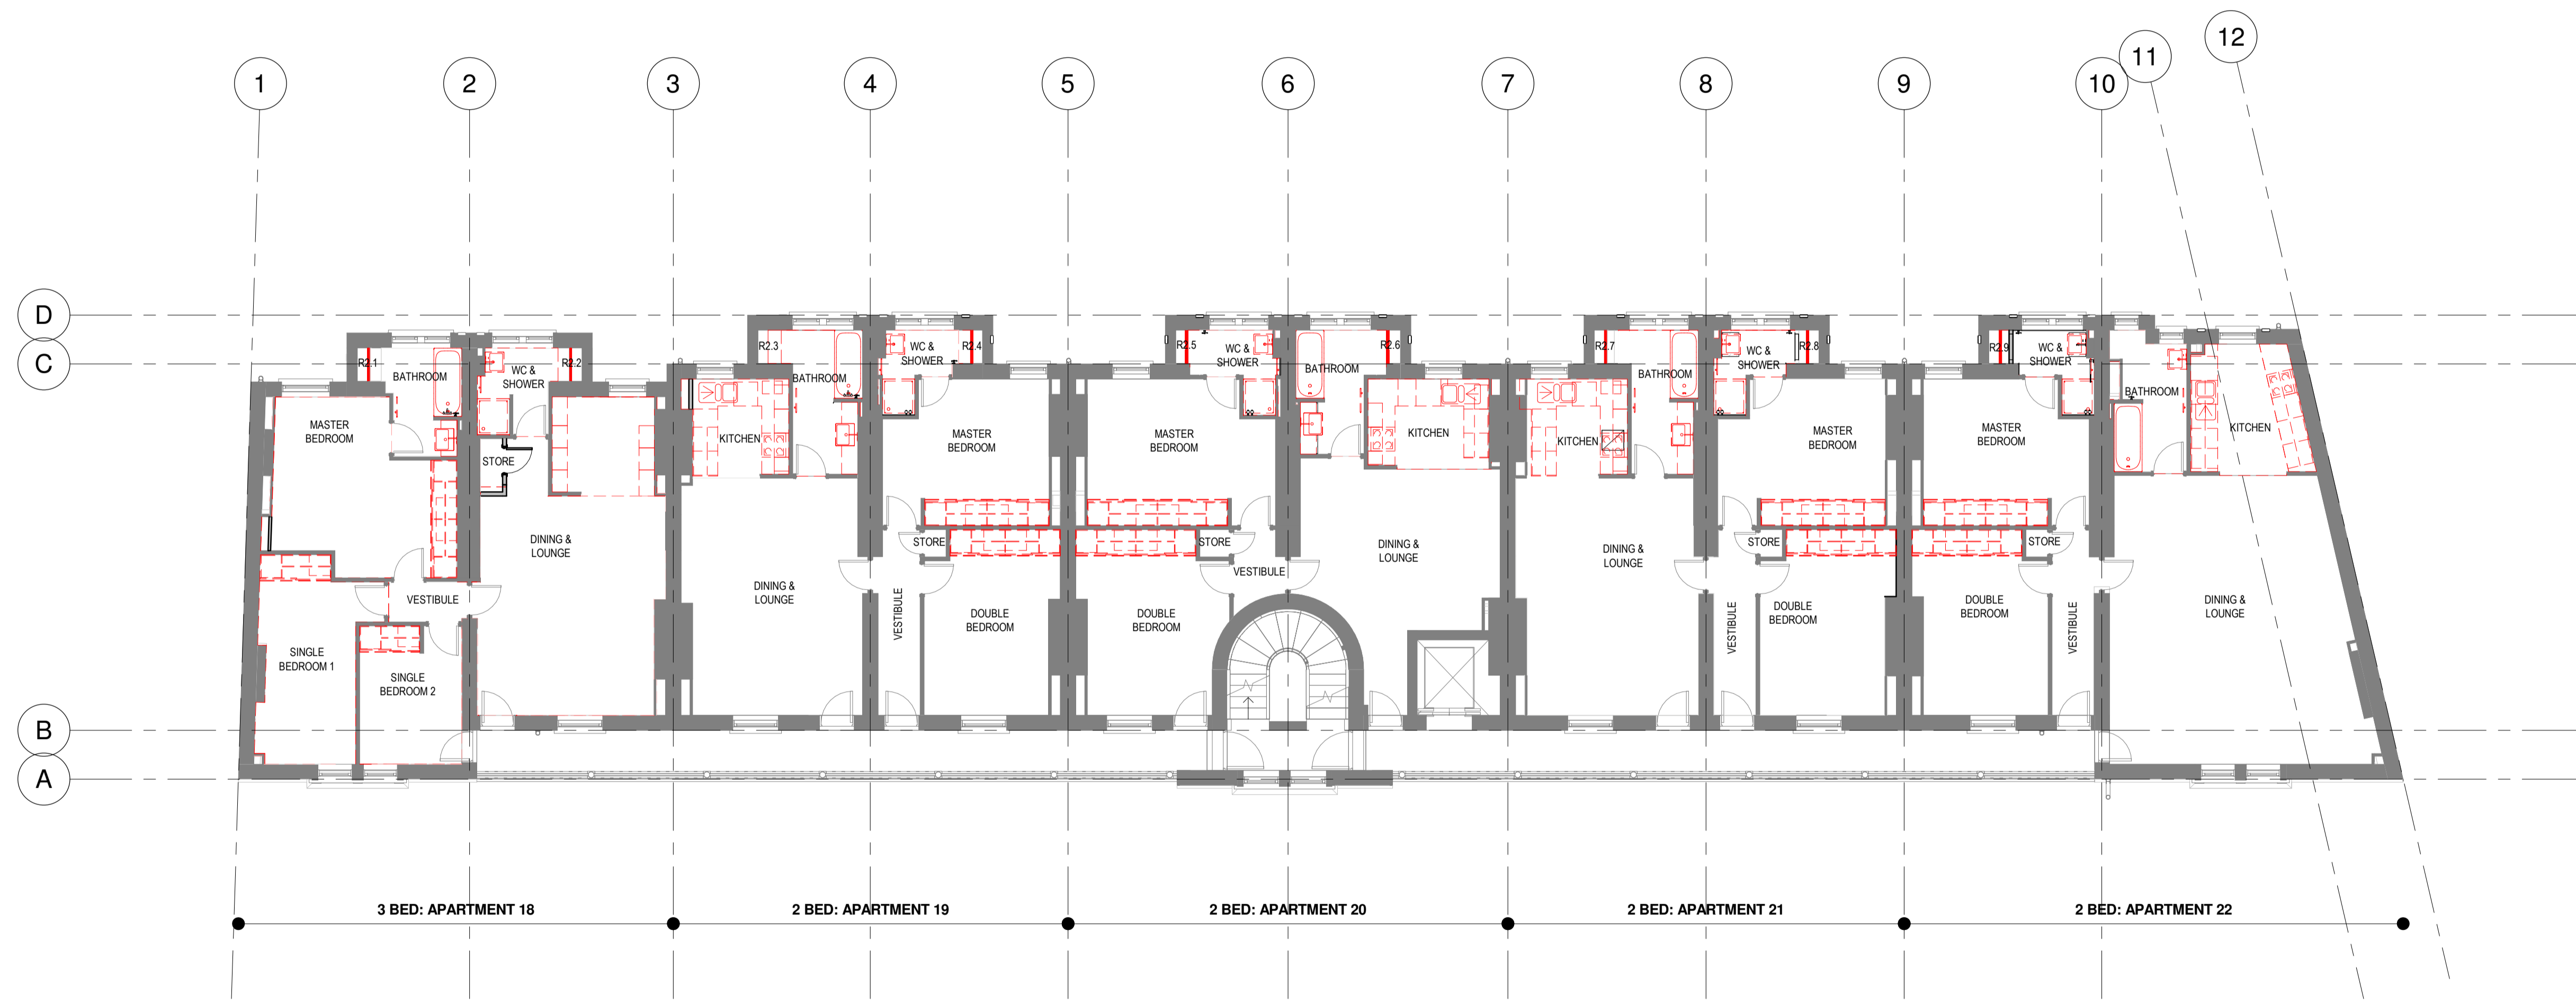 12
11
1
2
3
4
5
6
7
8
9
10
D
C
R2.1
BATHROOM
WC &
SHOWER
R2.2
R2.3
BATHROOM
WC &
SHOWER
R2.4
R2.5
WC &
SHOWER
BATHROOM
R2.6
R2.7
BATHROOM
WC &
SHOWER
R2.8
R2.9
WC &
SHOWER
BATHROOM
MASTER
BEDROOM
STORE
KITCHEN
MASTER
BEDROOM
MASTER
BEDROOM
KITCHEN
KITCHEN
MASTER
BEDROOM
MASTER
BEDROOM
KITCHEN
DINING &
LOUNGE
STORE
STORE
DINING &
LOUNGE
DINING &
LOUNGE
STORE
STORE
VESTIBULE
VESTIBULE
DINING &
LOUNGE
VESTIBULE
DOUBLE
BEDROOM
DOUBLE
BEDROOM
VESTIBULE
DOUBLE
BEDROOM
DOUBLE
BEDROOM
VESTIBULE
DINING &
LOUNGE
SINGLE
BEDROOM 1
SINGLE
BEDROOM 2
B
A
3 BED: APARTMENT 18
2 BED: APARTMENT 19
2 BED: APARTMENT 20
2 BED: APARTMENT 21
2 BED: APARTMENT 22